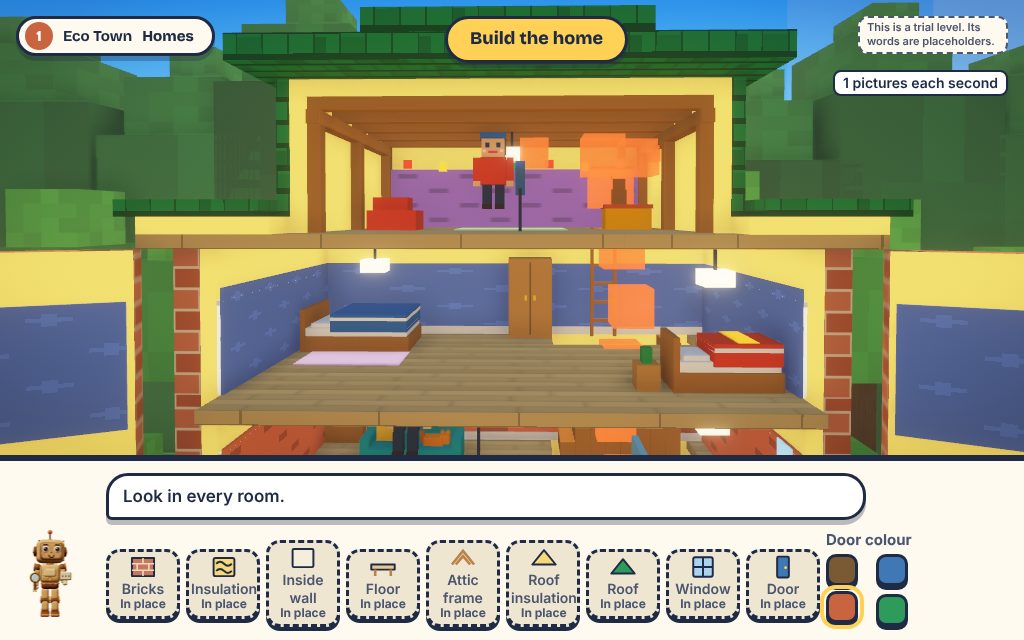 1 Eco Town Homes
Build the home
This is a trial level. Its
words are placeholders.
1 pictures each second
Look in every room.
Bricks
In place
Insulation
In place
Inside
wall
In place
Floor
In place
Attic
frame
In place
Roof
insulation
In place
Roof
In place
Window
In place
Door
In place
Door colour